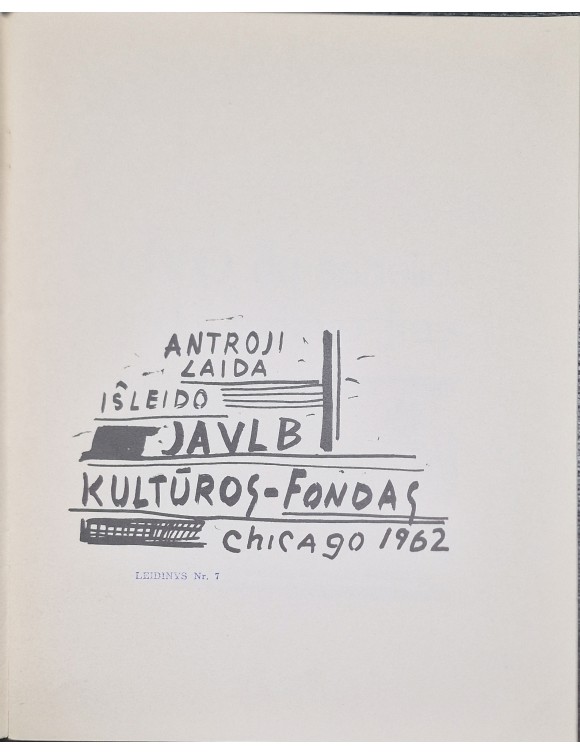 ANTROJI
LAIDA
IŠLEIDO
JAVLB
KULTŪROS-FONDAS
Chicago 1962
LEIDINYS Nr. 7